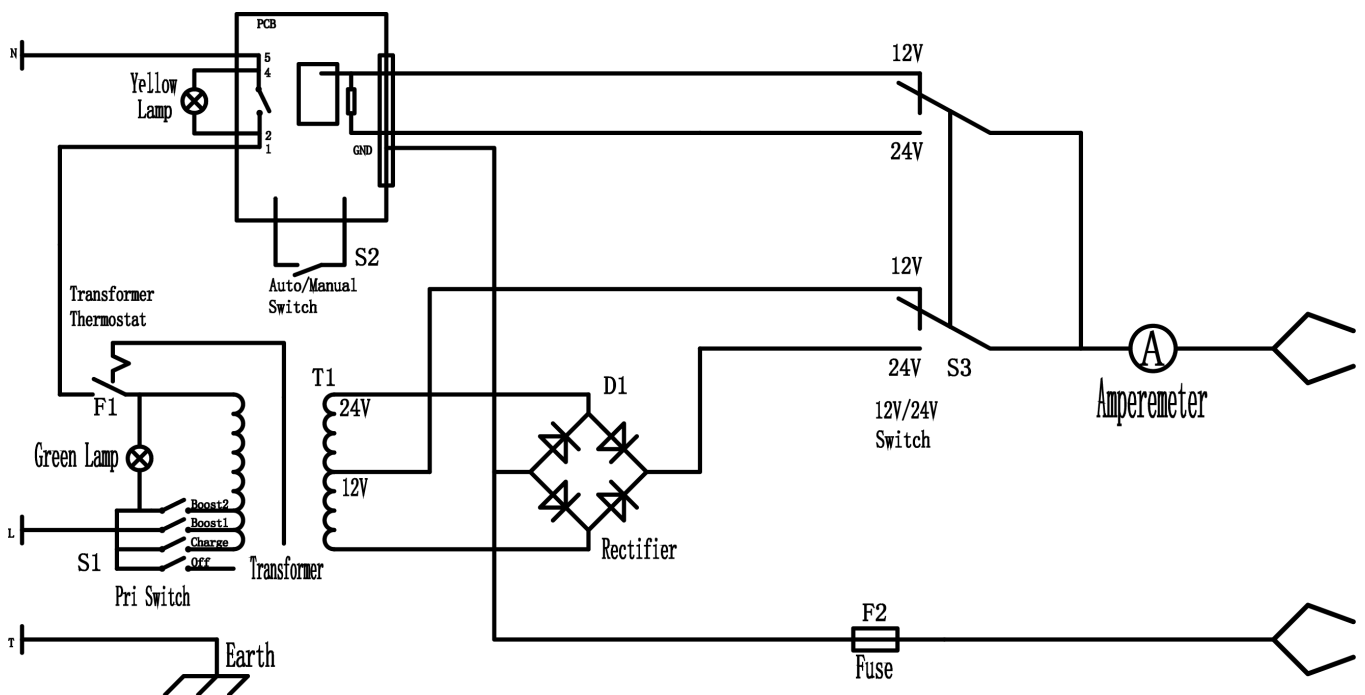 PCB
N
5
4
Yellow
Lamp
2
1
GND
12V
24V
S2
Auto/Manual
Switch
12V
24V
S3
12V/24V
Switch
A
Amperemeter
Transformer
Thermostat
F1
T1
24V
12V
D1
Rectifier
Green Lamp
Boost2
Boost1
Charge
Off
L
S1
Pri Switch
Transformer
T
Earth
F2
Fuse